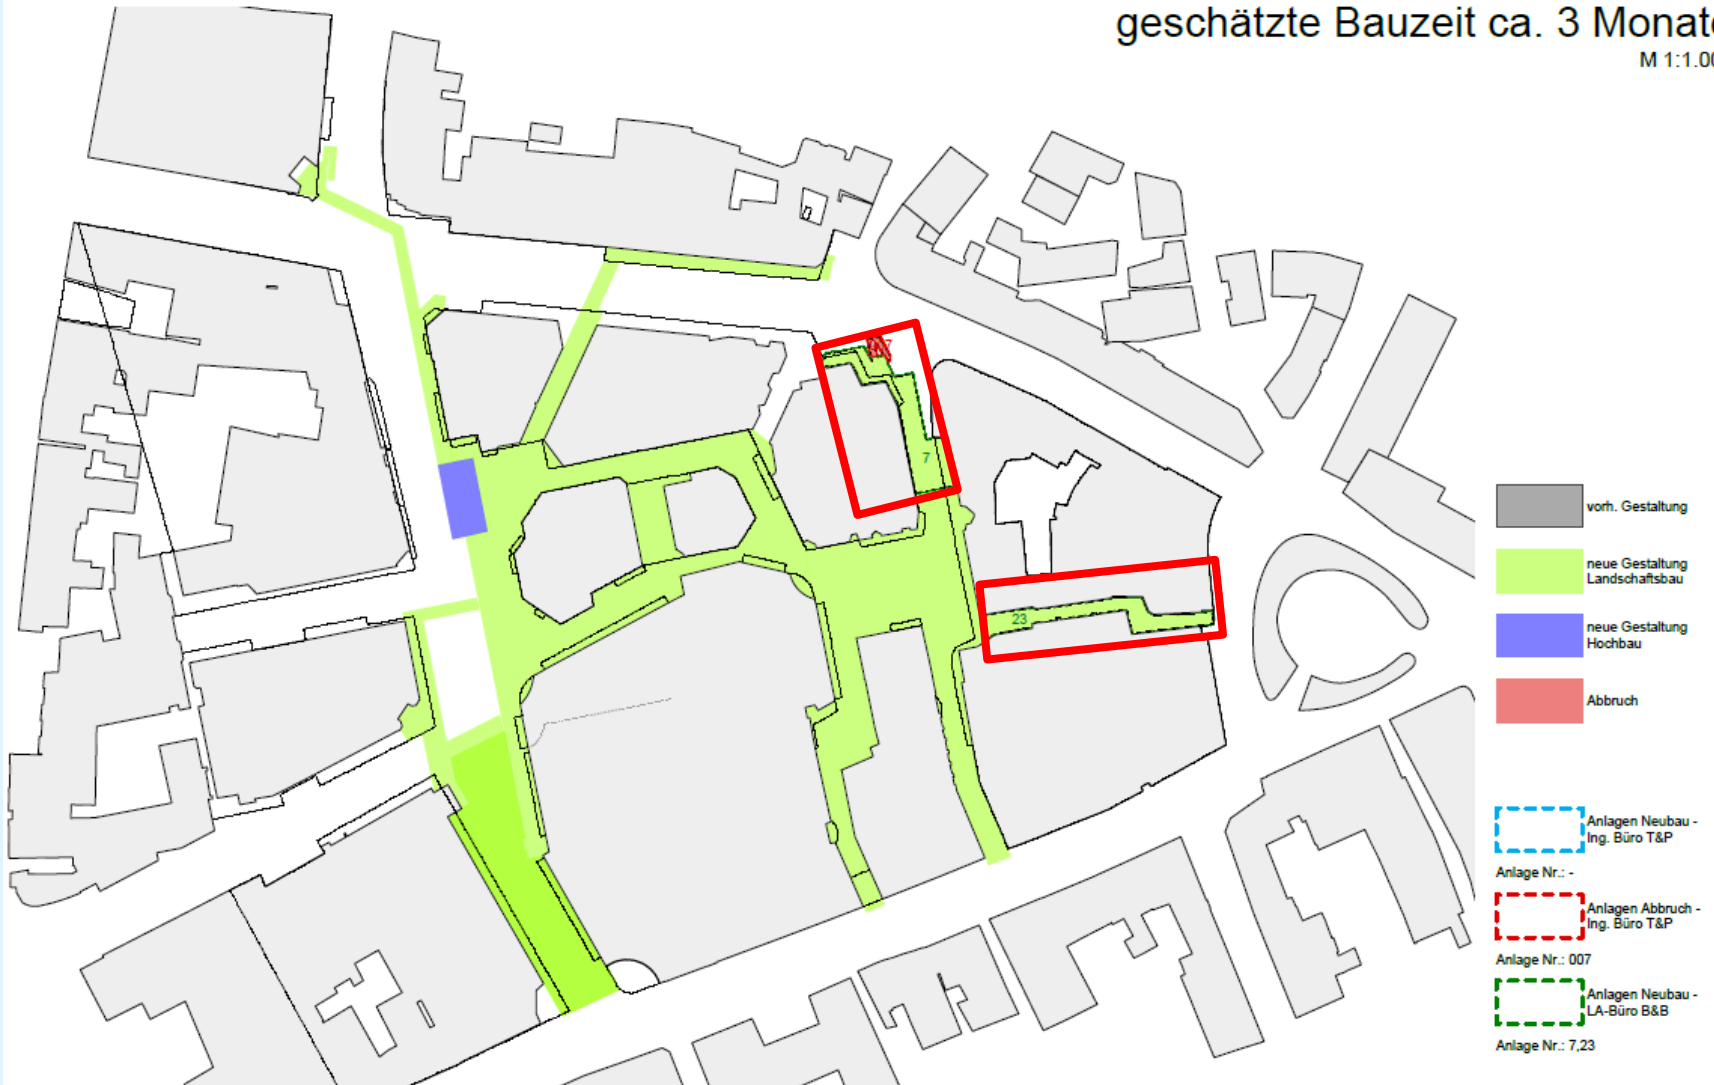 geschätzte Bauzeit ca. 3 Monate
M 1:1.00
7
23
vorh. Gestaltung
neue Gestaltung
Landschaftsbau
neue Gestaltung
Hochbau
Abbruch
Anlagen Neubau -
Ing. Büro T&P
Anlage Nr.: -
Anlagen Abbruch -
Ing. Büro T&P
Anlage Nr.: 007
Anlagen Neubau -
LA-Büro B&B
Anlage Nr.: 7,23